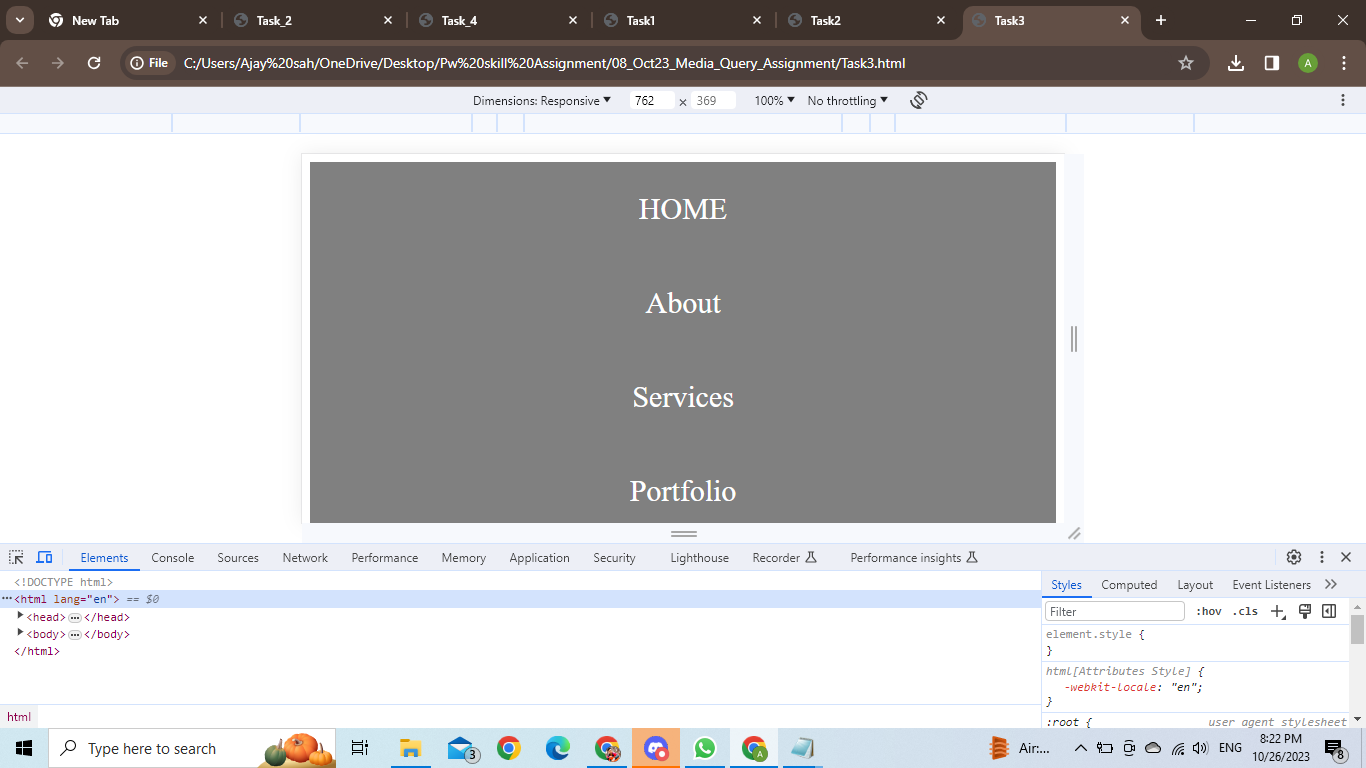 New Tab
Task_2
Task_4
Task1
Task2
Task3
File C:/Users/Ajay%20sah/OneDrive/Desktop/Pw%20skill%20Assignment/08_Oct23_Media_Query_Assignment/Task3.html
A
Dimensions: Responsive 762 × 369 100% No throttling
HOME
About
Services
Portfolio
Elements Console Sources Network Performance Memory Application Security Lighthouse Recorder Performance insights
<!DOCTYPE html>
<html lang="en"> == $0
<head> … </head>
<body> … </body>
</html>
html
Styles Computed Layout Event Listeners
Filter :hov .cls
element.style {
}
html[Attributes Style] {
-webkit-locale: "en";
}
:root { user agent stylesheet
Type here to search
3
A
Air...
ENG
8:22 PM
10/26/2023
8